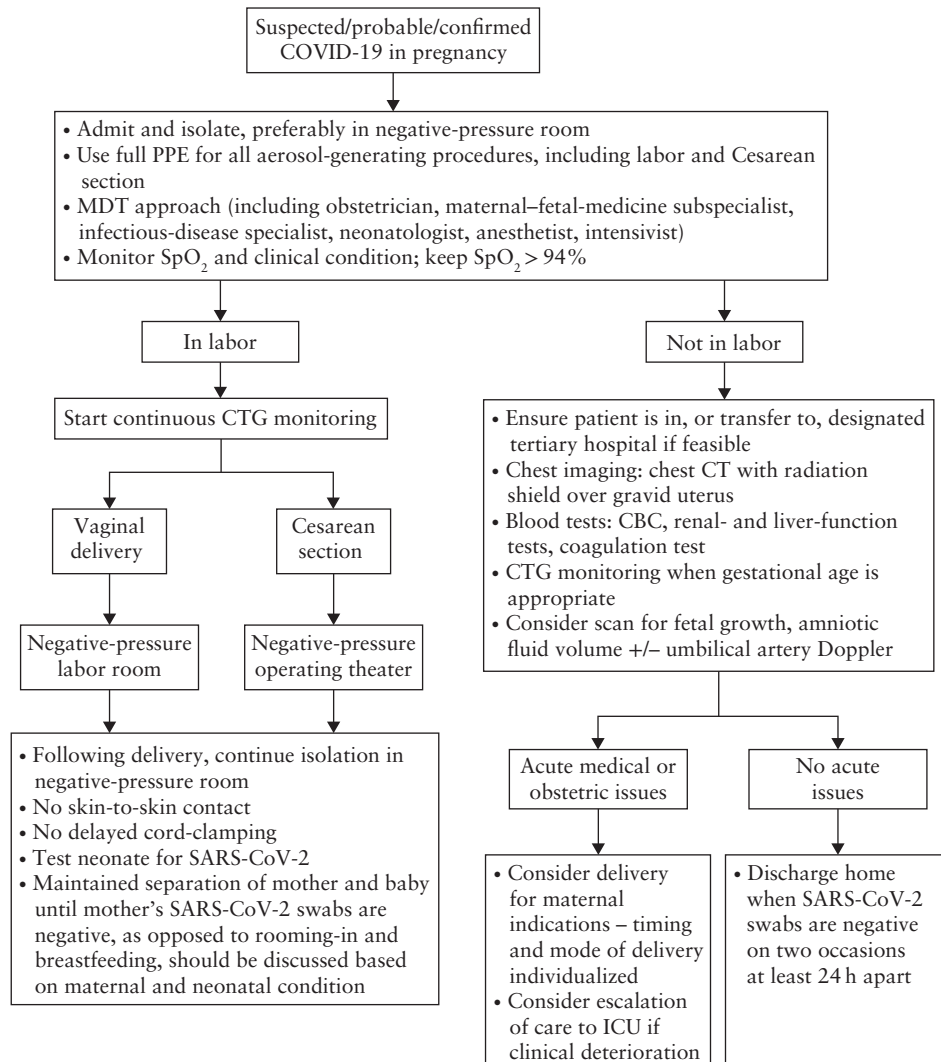 Suspected/probable/confirmed
COVID-19 in pregnancy
• Admit and isolate, preferably in negative-pressure room
• Use full PPE for all aerosol-generating procedures, including labor and Cesarean
section
• MDT approach (including obstetrician, maternal–fetal-medicine subspecialist,
infectious-disease specialist, neonatologist, anesthetist, intensivist)
• Monitor SpO₂ and clinical condition; keep SpO₂ > 94%
In labor
Start continuous CTG monitoring
Vaginal
delivery
Cesarean
section
Negative-pressure
labor room
Negative-pressure
operating theater
• Following delivery, continue isolation in
negative-pressure room
• No skin-to-skin contact
• No delayed cord-clamping
• Test neonate for SARS-CoV-2
• Maintained separation of mother and baby
until mother’s SARS-CoV-2 swabs are
negative, as opposed to rooming-in and
breastfeeding, should be discussed based
on maternal and neonatal condition
Not in labor
• Ensure patient is in, or transfer to, designated
tertiary hospital if feasible
• Chest imaging: chest CT with radiation
shield over gravid uterus
• Blood tests: CBC, renal- and liver-function
tests, coagulation test
• CTG monitoring when gestational age is
appropriate
• Consider scan for fetal growth, amniotic
fluid volume +/– umbilical artery Doppler
Acute medical or
obstetric issues
• Consider delivery
for maternal
indications – timing
and mode of delivery
individualized
• Consider escalation
of care to ICU if
clinical deterioration
No acute
issues
• Discharge home
when SARS-CoV-2
swabs are negative
on two occasions
at least 24 h apart